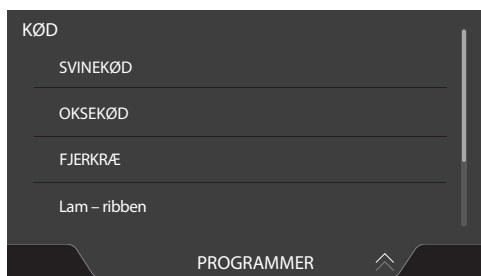 KØD
SVINEKØD
OKSEKØD
FJERKRÆ
Lam – ribben
PROGRAMMER